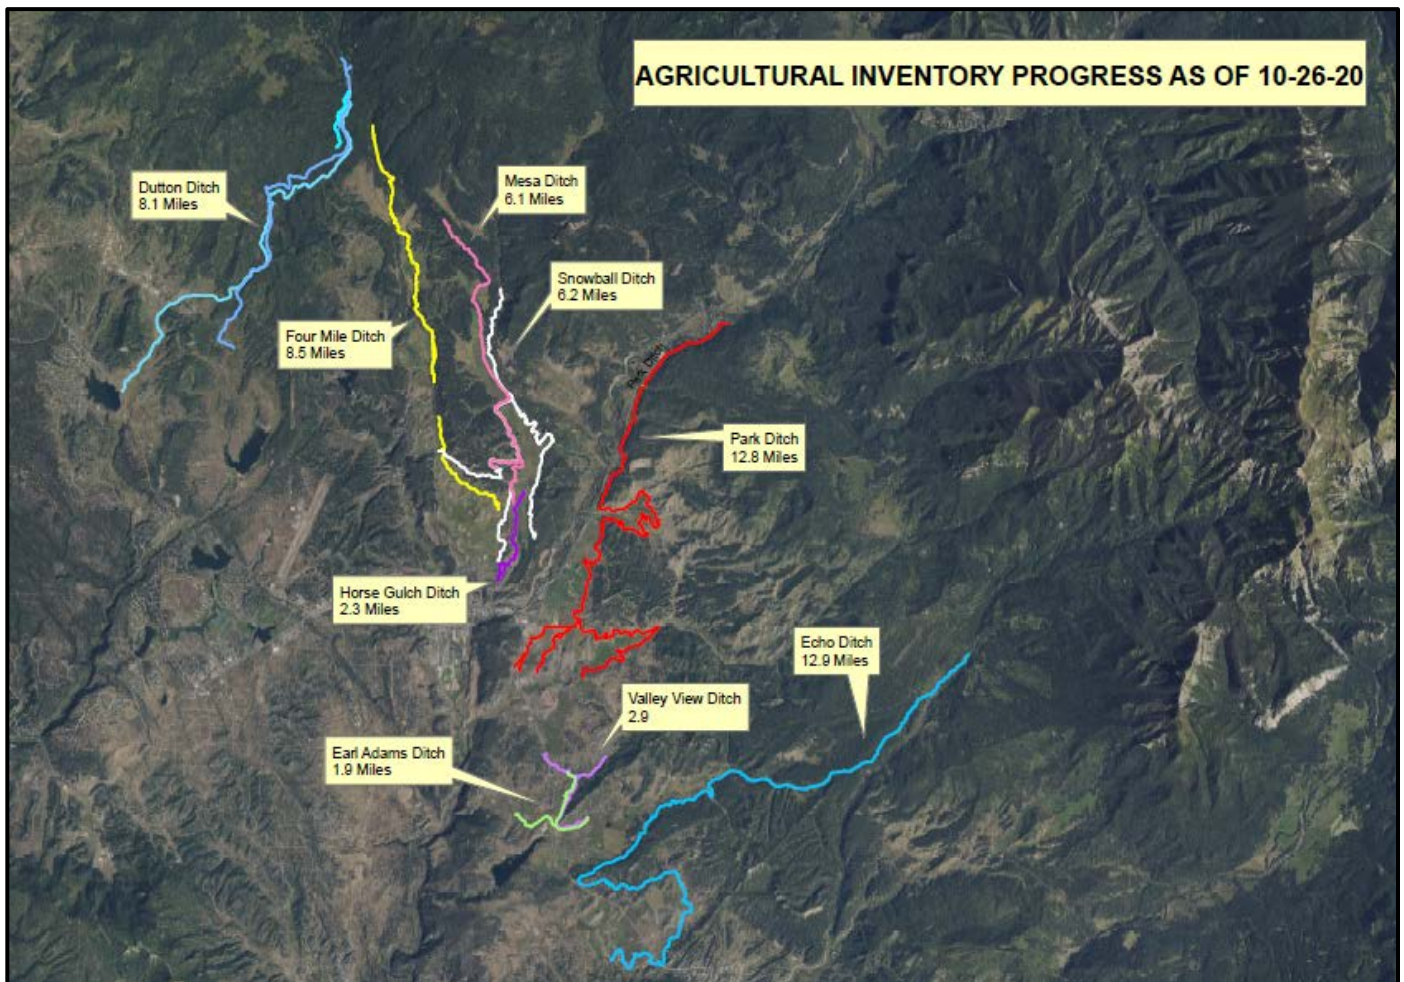 AGRICULTURAL INVENTORY PROGRESS AS OF 10-26-20
Dutton Ditch
8.1 Miles
Mesa Ditch
6.1 Miles
Snowball Ditch
6.2 Miles
Four Mile Ditch
8.5 Miles
Park Ditch
Park Ditch
12.8 Miles
Horse Gulch Ditch
2.3 Miles
Echo Ditch
12.9 Miles
Valley View Ditch
2.9
Earl Adams Ditch
1.9 Miles